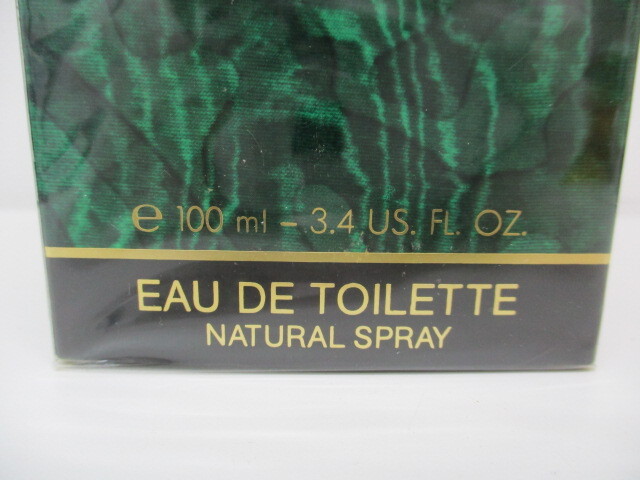 e 100 ml – 3.4 US. FL. OZ.
EAU DE TOILETTE
NATURAL SPRAY